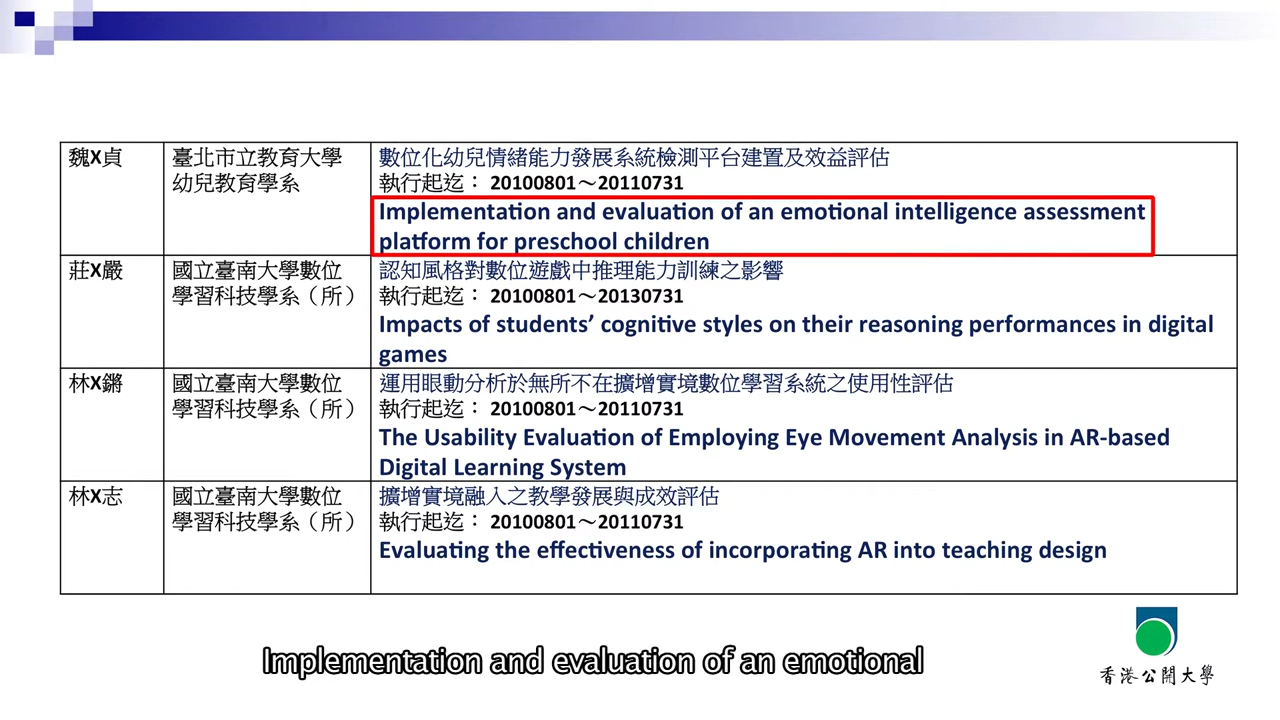 魏X貞
臺北市立教育大學
幼兒教育學系
數位化幼兒情緒能力發展系統檢測平台建置及效益評估
執行起迄： 20100801～20110731
Implementation and evaluation of an emotional intelligence assessment
platform for preschool children
莊X嚴
國立臺南大學數位
學習科技學系（所）
認知風格對數位遊戲中推理能力訓練之影響
執行起迄： 20100801～20130731
Impacts of students’ cognitive styles on their reasoning performances in digital
games
林X鏘
國立臺南大學數位
學習科技學系（所）
運用眼動分析於無所不在擴增實境數位學習系統之使用性評估
執行起迄： 20100801～20110731
The Usability Evaluation of Employing Eye Movement Analysis in AR-based
Digital Learning System
林X志
國立臺南大學數位
學習科技學系（所）
擴增實境融入之教學發展與成效評估
執行起迄： 20100801～20110731
Evaluating the effectiveness of incorporating AR into teaching design
Implementation and evaluation of an emotional
香港公開大學